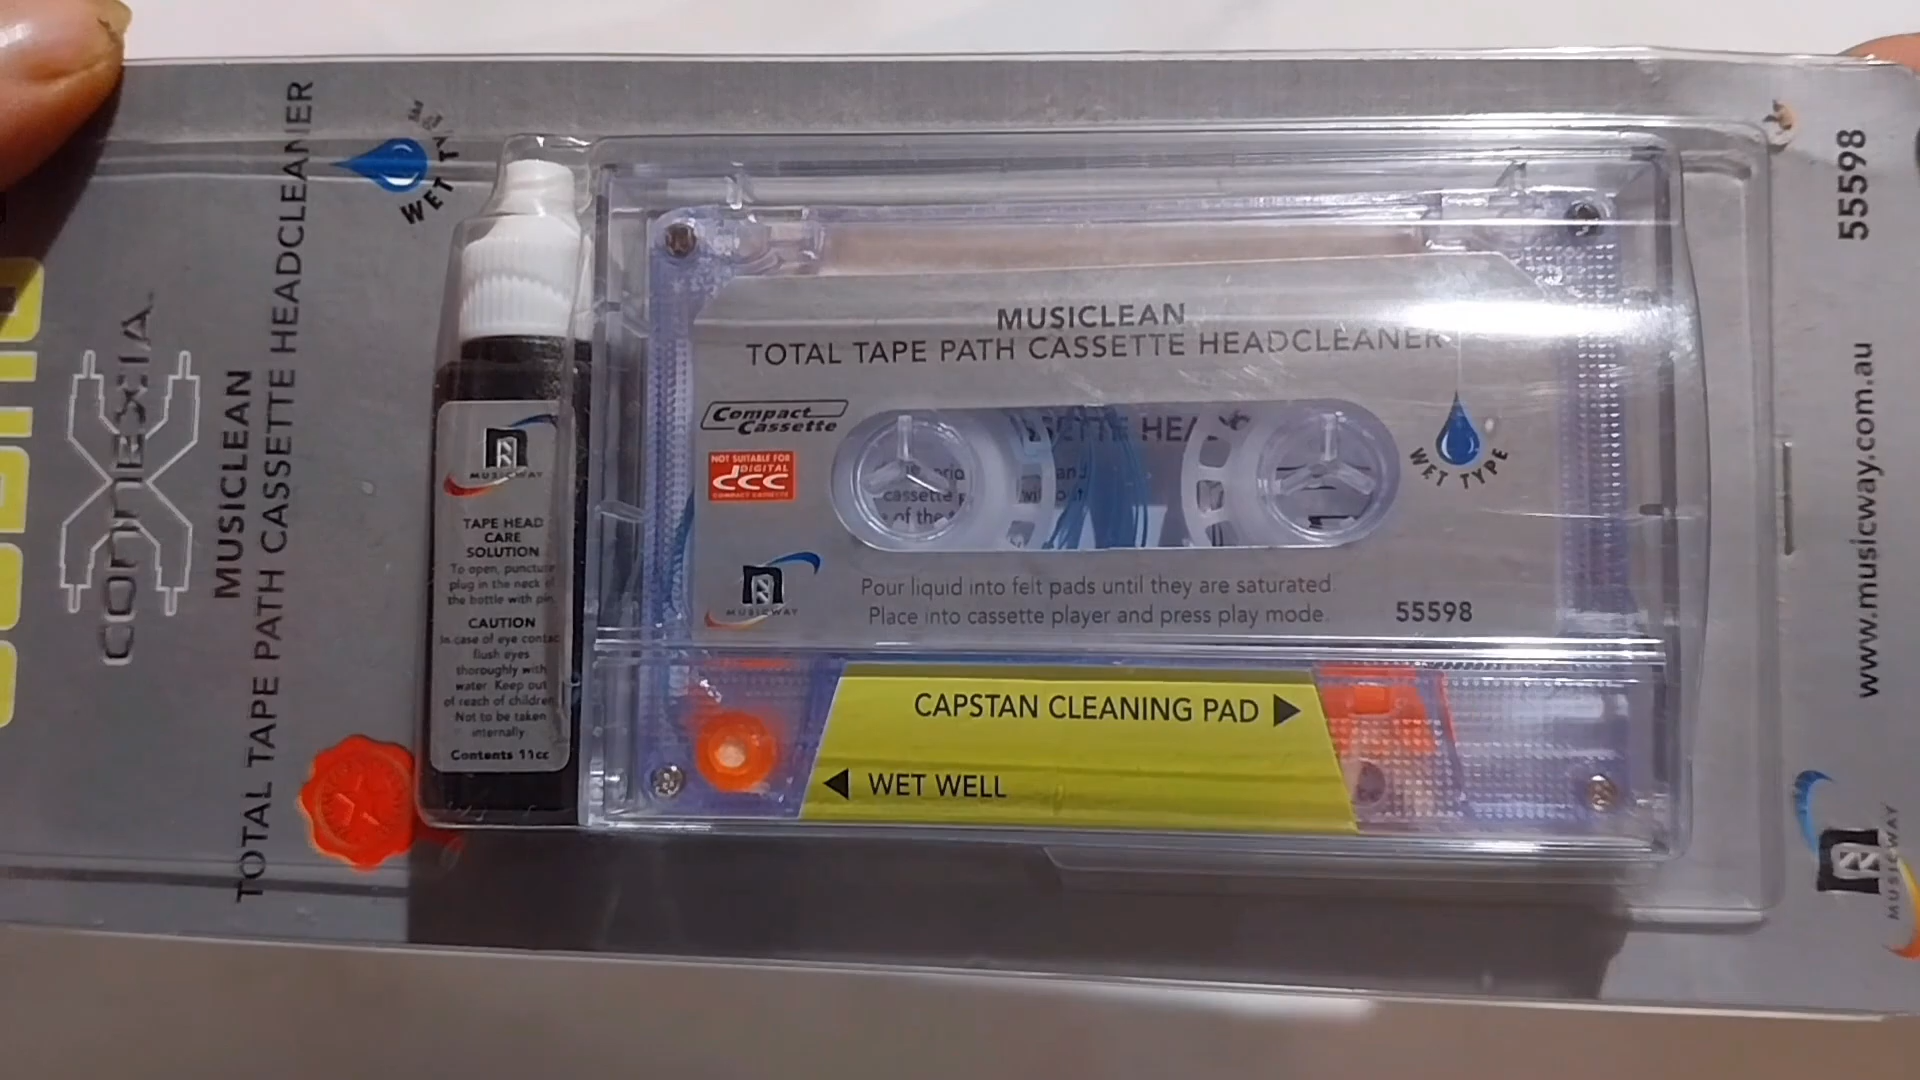 CONEXIA
MUSICLEAN
TOTAL TAPE PATH CASSETTE HEADCLEANER
WET
MUSICWAY
TAPE HEAD
CARE
SOLUTION
To open, puncture
plug in the neck of
the bottle with pin.
CAUTION
In case of eye contac
flush eyes
thoroughly with
water. Keep out
of reach of children
Not to be taken
internally.
Contents 11cc
MUSICLEAN
TOTAL TAPE PATH CASSETTE HEADCLEANER
Compact
Cassette
NOT SUITABLE FOR
DIGITAL
dcc
COMPACT CASSETTE
WET TYPE
MUSICWAY
Pour liquid into felt pads until they are saturated.
Place into cassette player and press play mode.
55598
CAPSTAN CLEANING PAD ▶
◀ WET WELL
55598
www.musicway.com.au
MUSICWAY